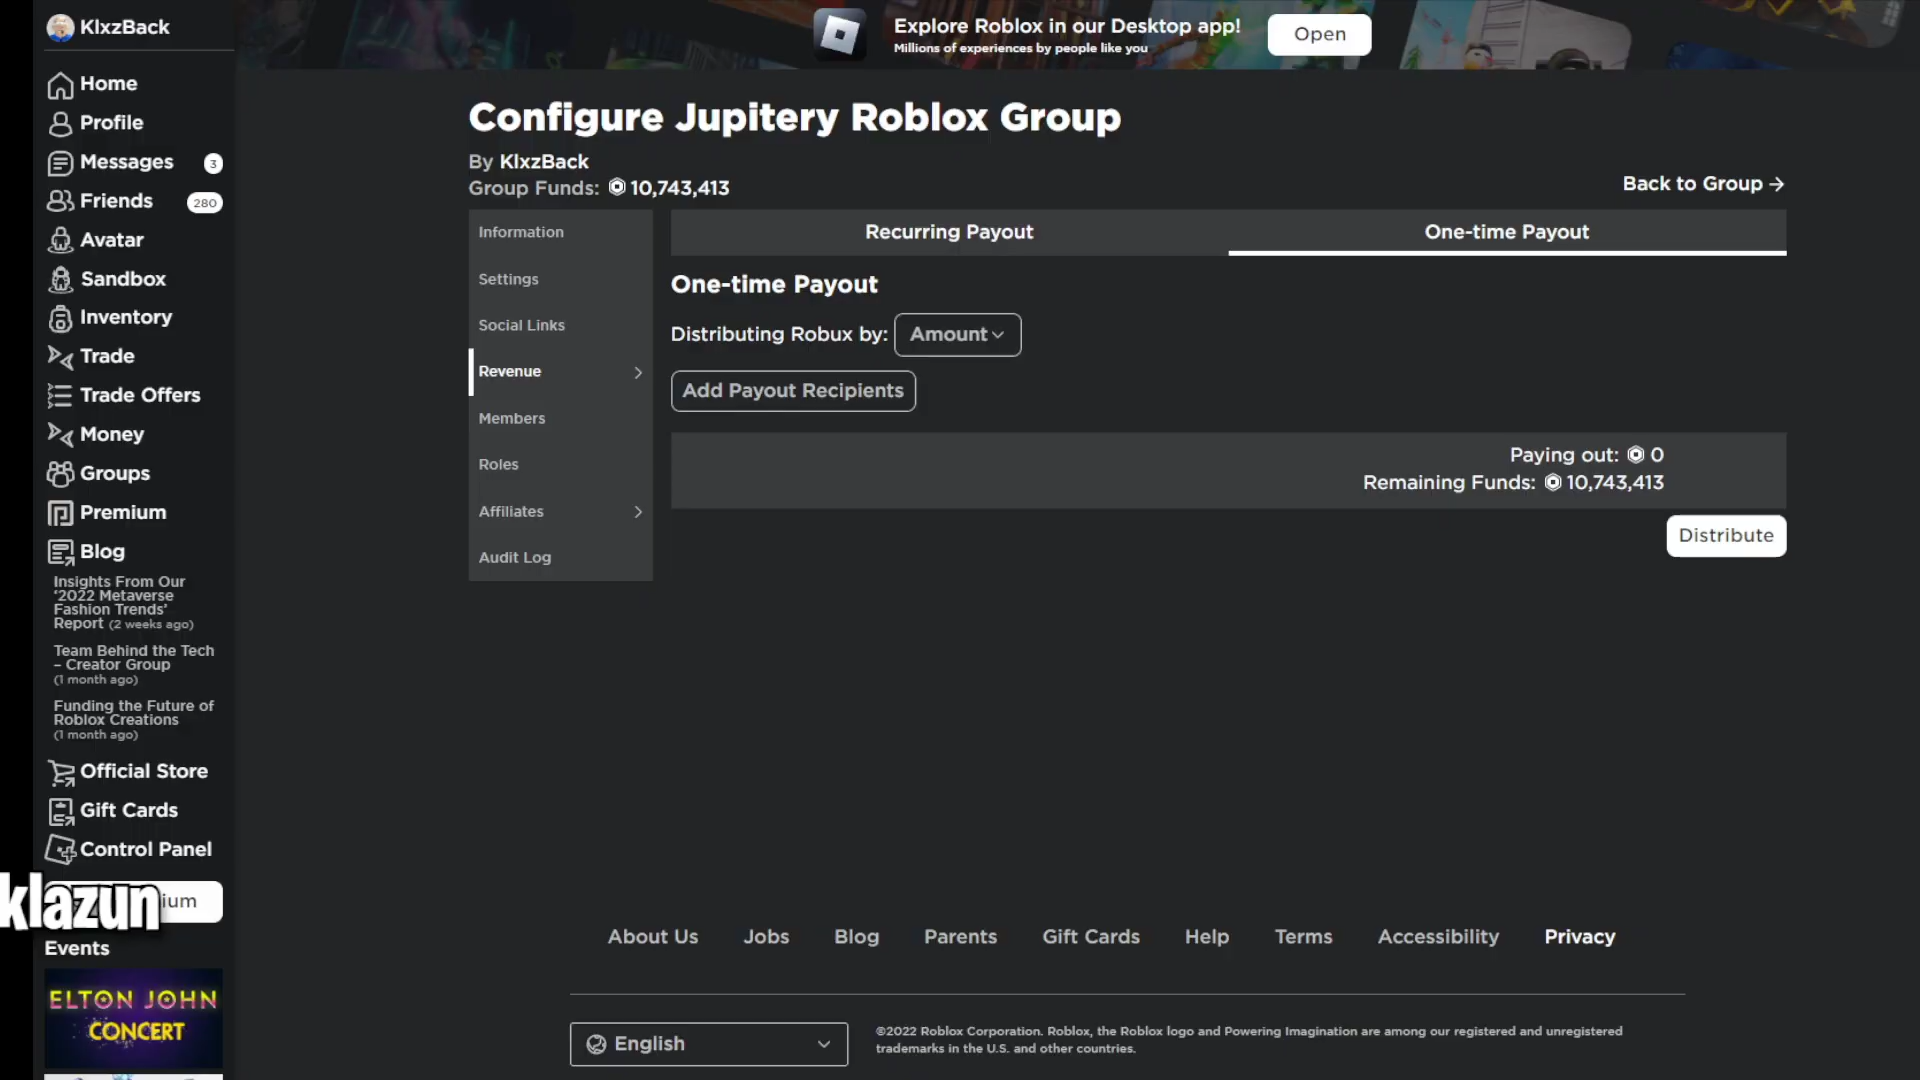 KlxzBack
Explore Roblox in our Desktop app!
Millions of experiences by people like you
Open
Home
Profile
Messages 3
Friends 280
Avatar
Sandbox
Inventory
Trade
Trade Offers
Money
Groups
Premium
Blog
Insights From Our
‘2022 Metaverse
Fashion Trends’
Report (2 weeks ago)
Team Behind the Tech
– Creator Group
(1 month ago)
Funding the Future of
Roblox Creations
(1 month ago)
Official Store
Gift Cards
Control Panel
klazun
Events
ELTON JOHN
CONCERT
Configure Jupitery Roblox Group
By KlxzBack
Group Funds: 10,743,413
Back to Group
Information
Settings
Social Links
Revenue
Members
Roles
Affiliates
Audit Log
Recurring Payout
One-time Payout
One-time Payout
Distributing Robux by: Amount
Add Payout Recipients
Paying out: 0
Remaining Funds: 10,743,413
Distribute
About Us Jobs Blog Parents Gift Cards Help Terms Accessibility Privacy
English
©2022 Roblox Corporation. Roblox, the Roblox logo and Powering Imagination are among our registered and unregistered
trademarks in the U.S. and other countries.